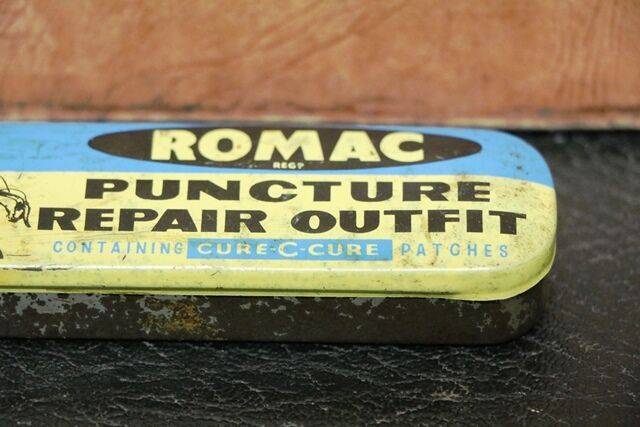 ROMAC
REGD
PUNCTURE
REPAIR OUTFIT
CONTAINING CURE-C-CURE PATCHES